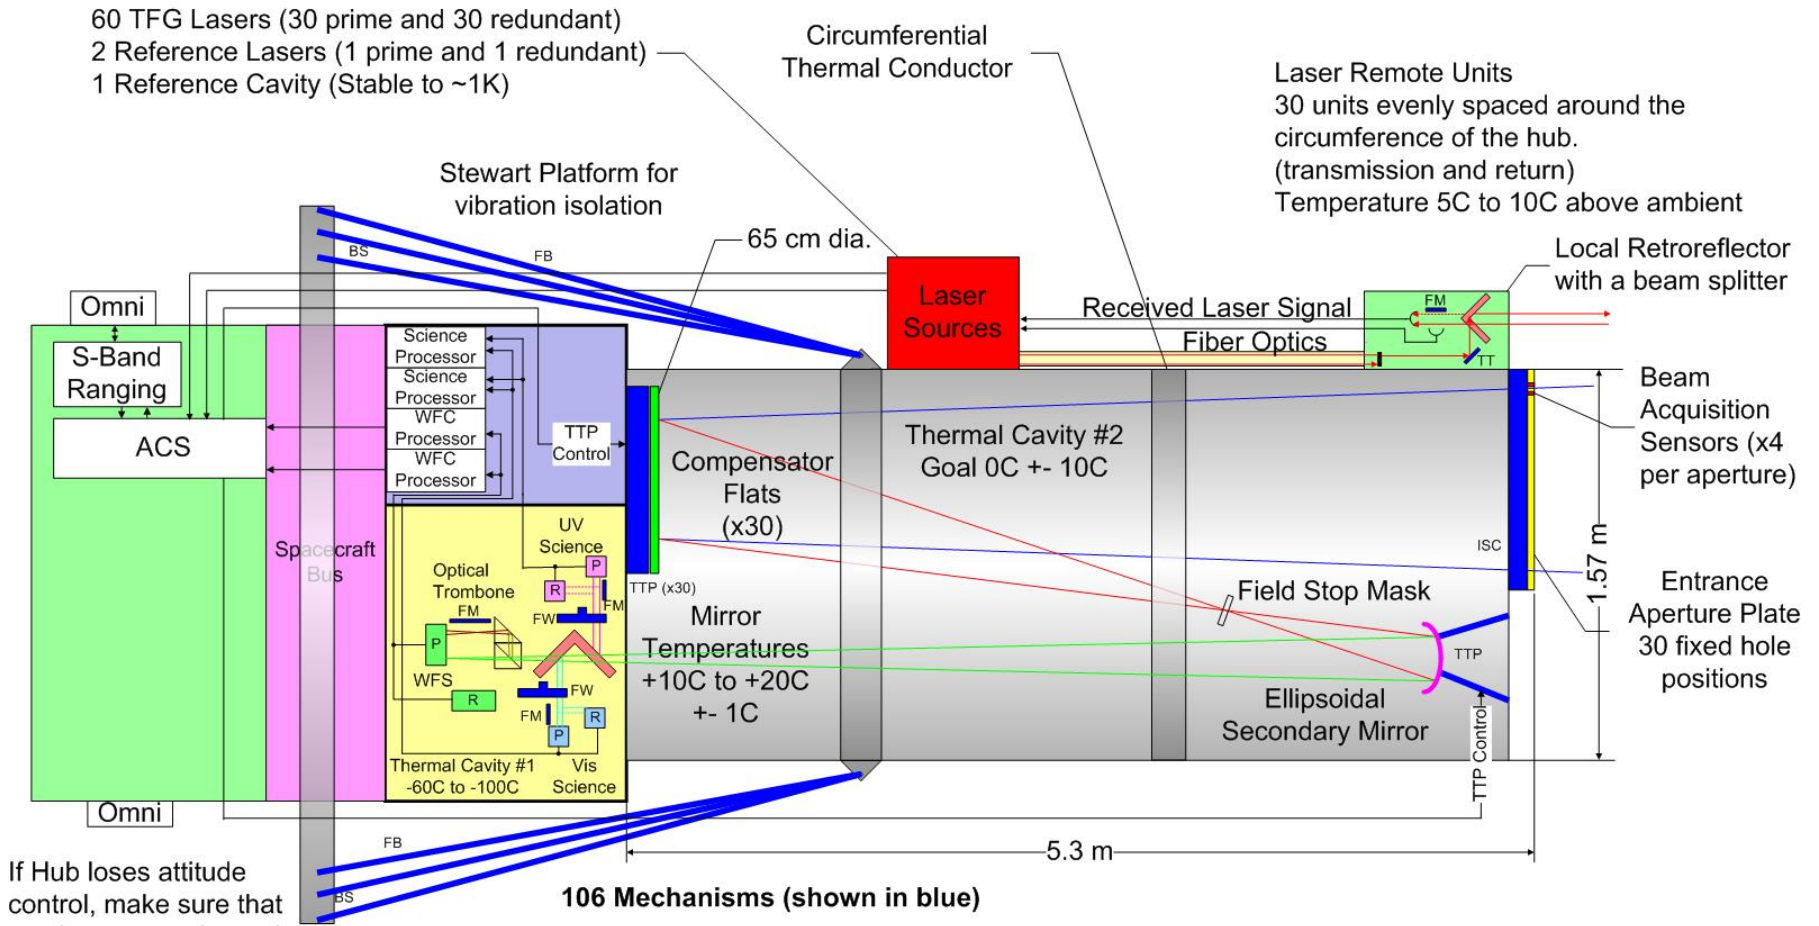 60 TFG Lasers (30 prime and 30 redundant)
2 Reference Lasers (1 prime and 1 redundant)
1 Reference Cavity (Stable to ~1K)
Circumferential
Thermal Conductor
Laser Remote Units
30 units evenly spaced around the
circumference of the hub.
(transmission and return)
Temperature 5C to 10C above ambient
Stewart Platform for
vibration isolation
65 cm dia.
Local Retroreflector
with a beam splitter
BS
FB
Omni
S-Band
Ranging
ACS
Science
Processor
Science
Processor
WFC
Processor
WFC
Processor
TTP
Control
Laser
Sources
Received Laser Signal
Fiber Optics
FM
TT
Beam
Acquisition
Sensors (x4
per aperture)
Compensator
Flats
(x30)
Thermal Cavity #2
Goal 0C +- 10C
ISC
1.57 m
Spacecraft
Bus
UV
Science
P
R
FM
FW
Optical
Trombone
FM
P
WFS
R
FW
FM
R
P
Thermal Cavity #1
-60C to -100C
Vis
Science
TTP (x30)
Mirror
Temperatures
+10C to +20C
+- 1C
Field Stop Mask
TTP
Ellipsoidal
Secondary Mirror
TTP Control
Entrance
Aperture Plate
30 fixed hole
positions
Omni
FB
BS
5.3 m
If Hub loses attitude
control, make sure that
106 Mechanisms (shown in blue)